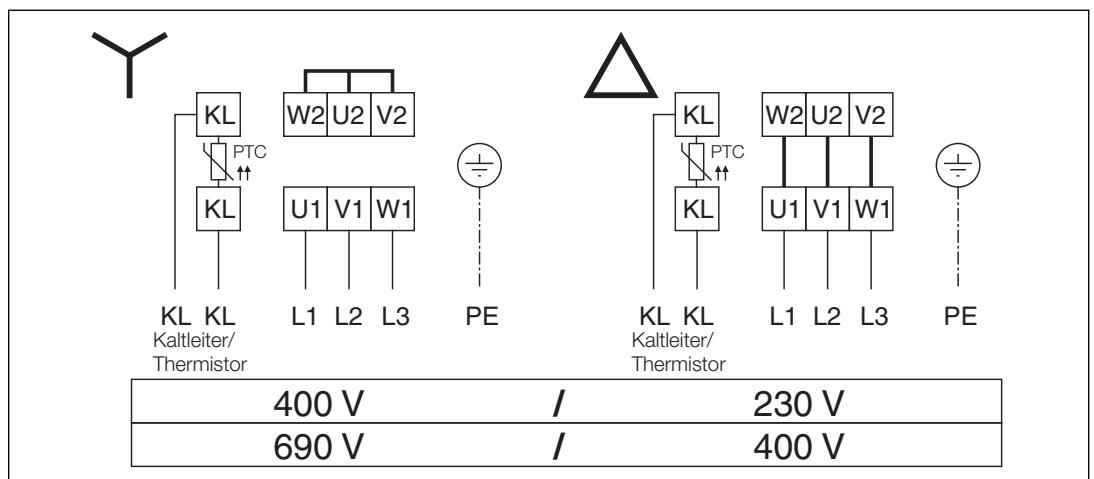 KL W2 U2 V2
PTC
KL U1 V1 W1
KL KL L1 L2 L3 PE
Kaltleiter/
Thermistor
KL W2 U2 V2
PTC
KL U1 V1 W1
KL KL L1 L2 L3 PE
Kaltleiter/
Thermistor
400 V / 230 V
690 V / 400 V